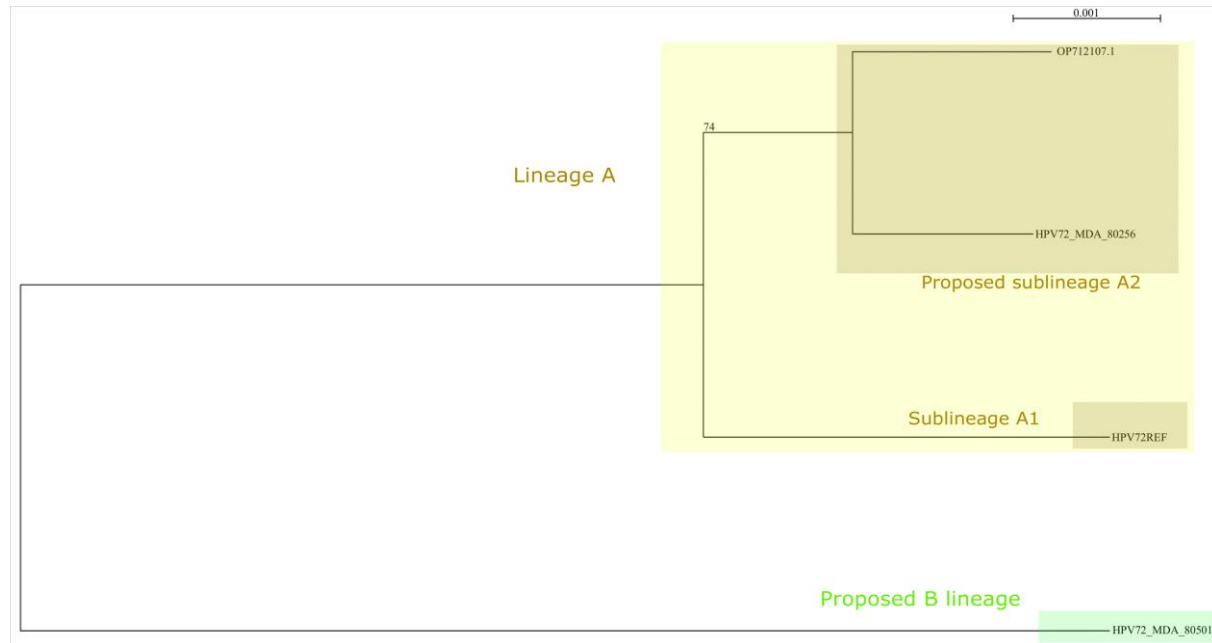 0.001
OP712107.1
74
Lineage A
HPV72_MDA_80256
Proposed sublineage A2
Sublineage A1
HPV72REF
Proposed B lineage
HPV72_MDA_80501